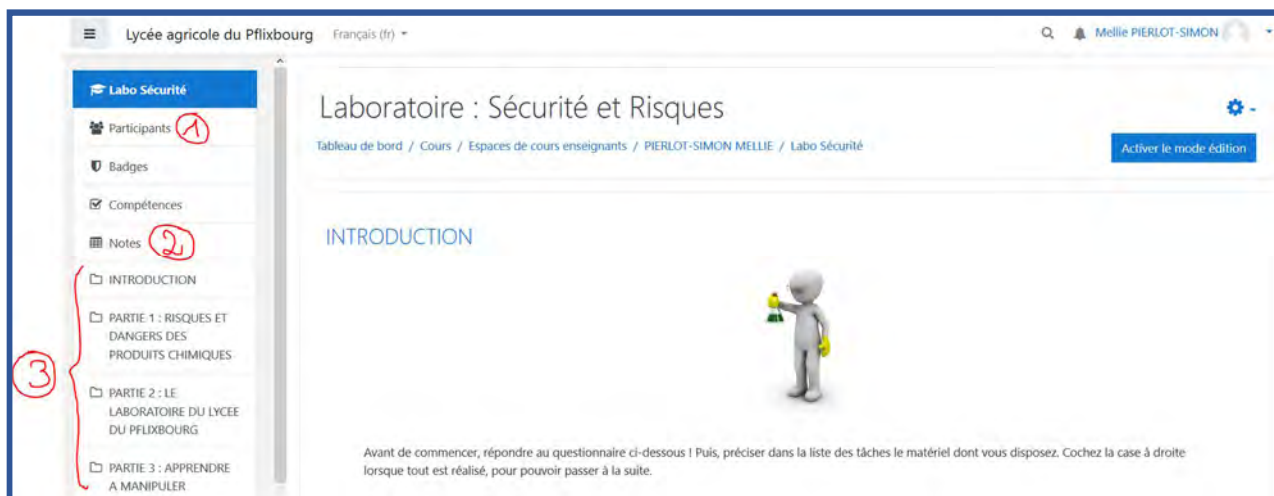 Lycée agricole du Pflixbourg Français (fr)
Mellie PIERLOT-SIMON
Labo Sécurité
Participants 1
Badges
Compétences
Notes 2
3
INTRODUCTION
PARTIE 1 : RISQUES ET
DANGERS DES
PRODUITS CHIMIQUES
PARTIE 2 : LE
LABORATOIRE DU LYCEE
DU PFLIXBOURG
PARTIE 3 : APPRENDRE
A MANIPULER
Laboratoire : Sécurité et Risques
Tableau de bord / Cours / Espaces de cours enseignants / PIERLOT-SIMON MELLIE / Labo Sécurité
Activer le mode édition
INTRODUCTION
Avant de commencer, répondre au questionnaire ci-dessous ! Puis, préciser dans la liste des tâches le matériel dont vous disposez. Cochez la case à droite
lorsque tout est réalisé, pour pouvoir passer à la suite.